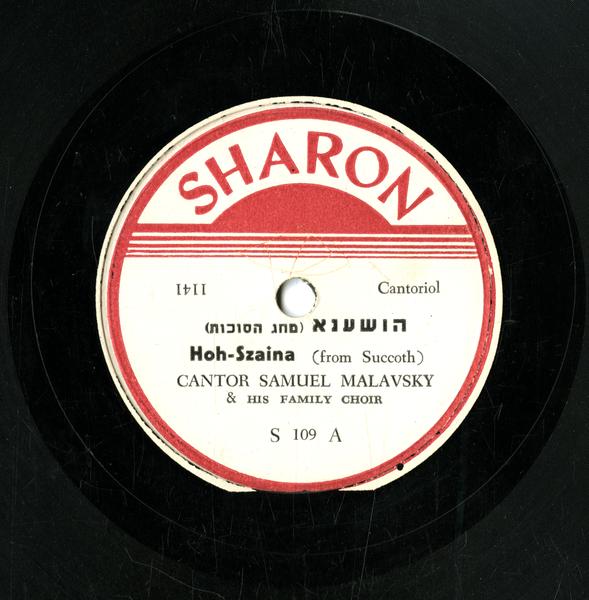 SHARON
1141 Cantoriol
הושענא (מחג הסוכות)
Hoh-Szaina (from Succoth)
CANTOR SAMUEL MALAVSKY
& HIS FAMILY CHOIR
S 109 A